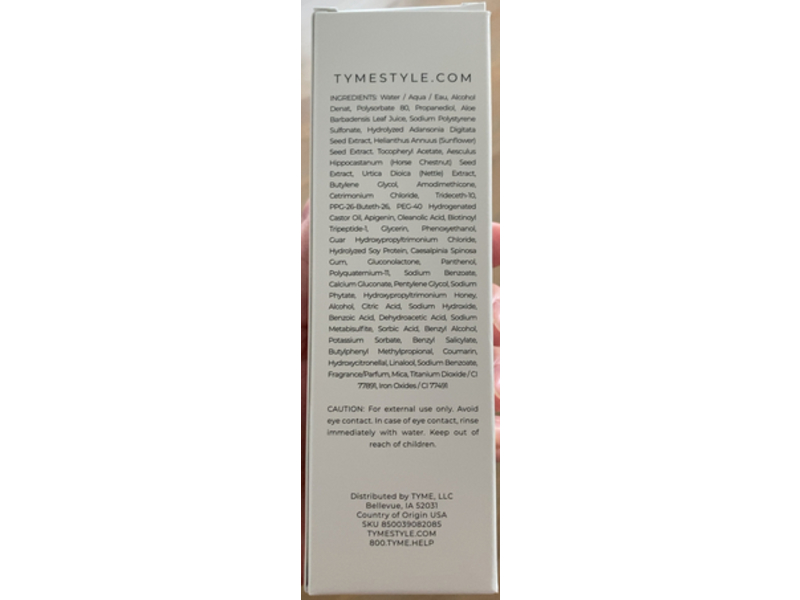 TYMESTYLE.COM
INGREDIENTS: Water / Aqua / Eau, Alcohol
Denat, Polysorbate 80, Propanediol, Aloe
Barbadensis Leaf Juice, Sodium Polystyrene
Sulfonate, Hydrolyzed Adansonia Digitata
Seed Extract, Helianthus Annuus (Sunflower)
Seed Extract. Tocopheryl Acetate, Aesculus
Hippocastanum (Horse Chestnut) Seed
Extract, Urtica Dioica (Nettle) Extract,
Butylene Glycol, Amodimethicone,
Cetrimonium Chloride, Trideceth-10,
PPG-26-Buteth-26, PEG-40 Hydrogenated
Castor Oil, Apigenin, Oleanolic Acid, Biotinoyl
Tripeptide-1, Glycerin, Phenoxyethanol,
Guar Hydroxypropyltrimonium Chloride,
Hydrolyzed Soy Protein, Caesalpinia Spinosa
Gum, Gluconolactone, Panthenol,
Polyquaternium-11, Sodium Benzoate,
Calcium Gluconate, Pentylene Glycol, Sodium
Phytate, Hydroxypropyltrimonium Honey,
Alcohol, Citric Acid, Sodium Hydroxide,
Benzoic Acid, Dehydroacetic Acid, Sodium
Metabisulfite, Sorbic Acid, Benzyl Alcohol,
Potassium Sorbate, Benzyl Salicylate,
Butylphenyl Methylpropional, Coumarin,
Hydroxycitronellal, Linalool, Sodium Benzoate,
Fragrance/Parfum, Mica, Titanium Dioxide / CI
77891, Iron Oxides / CI 77491
CAUTION: For external use only. Avoid
eye contact. In case of eye contact, rinse
immediately with water. Keep out of
reach of children.
Distributed by TYME, LLC
Bellevue, IA 52031
Country of Origin USA
SKU 850039082085
TYMESTYLE.COM
800.TYME.HELP